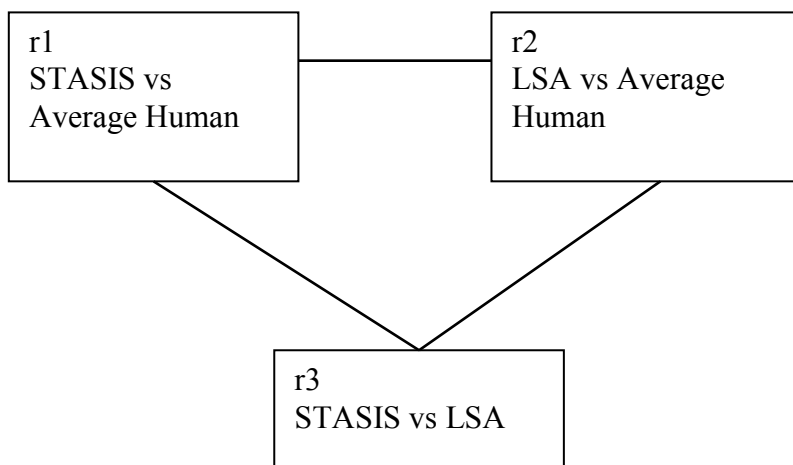 r1
STASIS vs
Average Human
r2
LSA vs Average
Human
r3
STASIS vs LSA